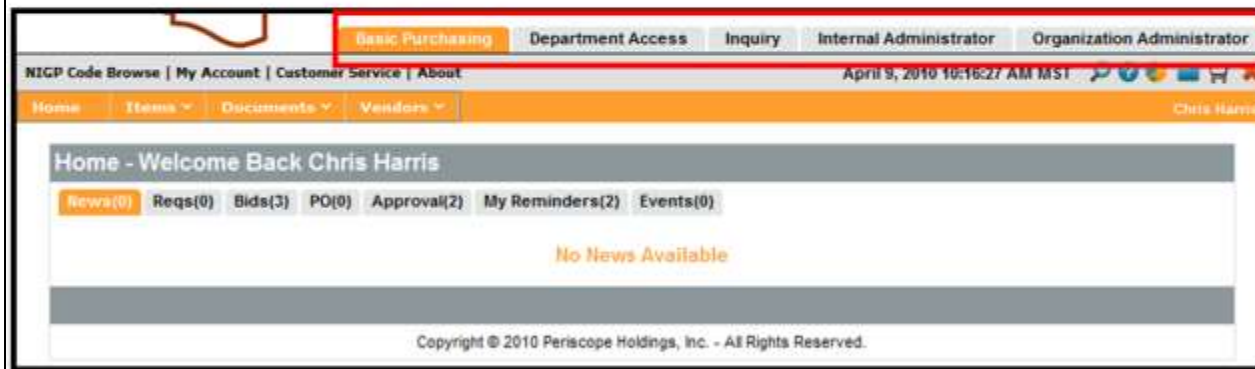 Basic Purchasing Department Access Inquiry Internal Administrator Organization Administrator
NIGP Code Browse | My Account | Customer Service | About April 9, 2010 10:16:27 AM MST
Home Items Documents Vendors Chris Harris
Home - Welcome Back Chris Harris
News(0) Reqs(0) Bids(3) PO(0) Approval(2) My Reminders(2) Events(0)
No News Available
Copyright © 2010 Periscope Holdings, Inc. - All Rights Reserved.